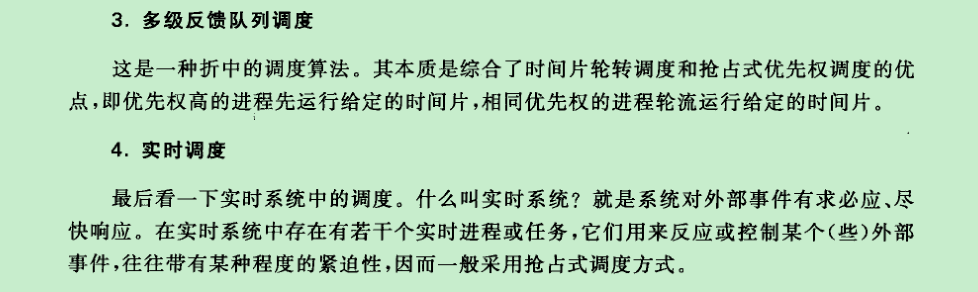 3. 多级反馈队列调度
这是一种折中的调度算法。其本质是综合了时间片轮转调度和抢占式优先权调度的优
点,即优先权高的进程先运行给定的时间片,相同优先权的进程轮流运行给定的时间片。
4. 实时调度
最后看一下实时系统中的调度。什么叫实时系统? 就是系统对外部事件有求必应、尽
快响应。在实时系统中存在有若干个实时进程或任务,它们用来反应或控制某个(些)外部
事件,往往带有某种程度的紧迫性,因而一般采用抢占式调度方式。